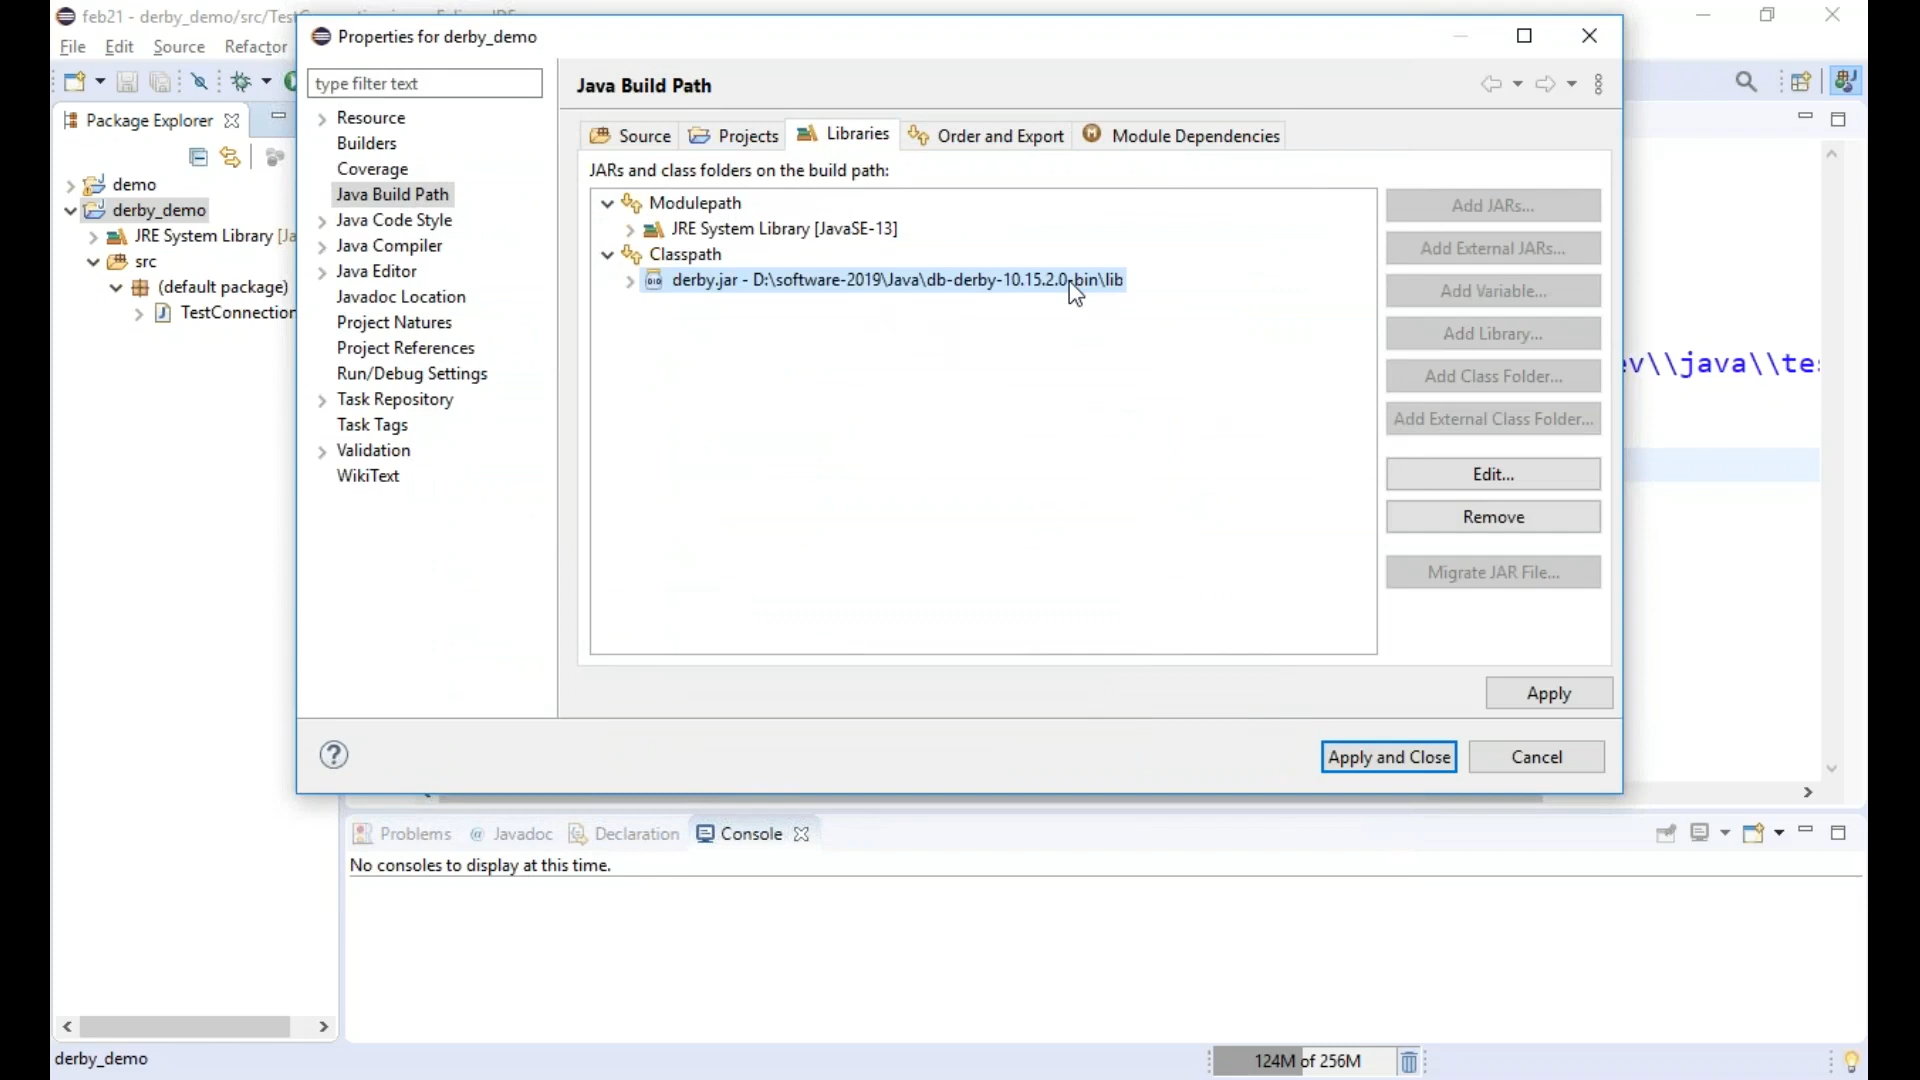 feb21 - derby_demo/src/Test
Properties for derby_demo
File Edit Source Refactor
type filter text
Java Build Path
Package Explorer
Resource
Builders
Coverage
Java Build Path
Java Code Style
Java Compiler
Java Editor
Javadoc Location
Project Natures
Project References
Run/Debug Settings
Task Repository
Task Tags
Validation
WikiText
Source Projects Libraries Order and Export Module Dependencies
JARs and class folders on the build path:
Modulepath
JRE System Library [JavaSE-13]
Classpath
derby.jar - D:\software-2019\Java\db-derby-10.15.2.0-bin\lib
Add JARs...
Add External JARs...
Add Variable...
Add Library...
Add Class Folder...
Add External Class Folder...
Edit...
Remove
Migrate JAR File...
Apply
Apply and Close Cancel
demo
derby_demo
JRE System Library [Ja
src
(default package)
TestConnection
v\\java\\te
Problems Javadoc Declaration Console
No consoles to display at this time.
derby_demo
124M of 256M